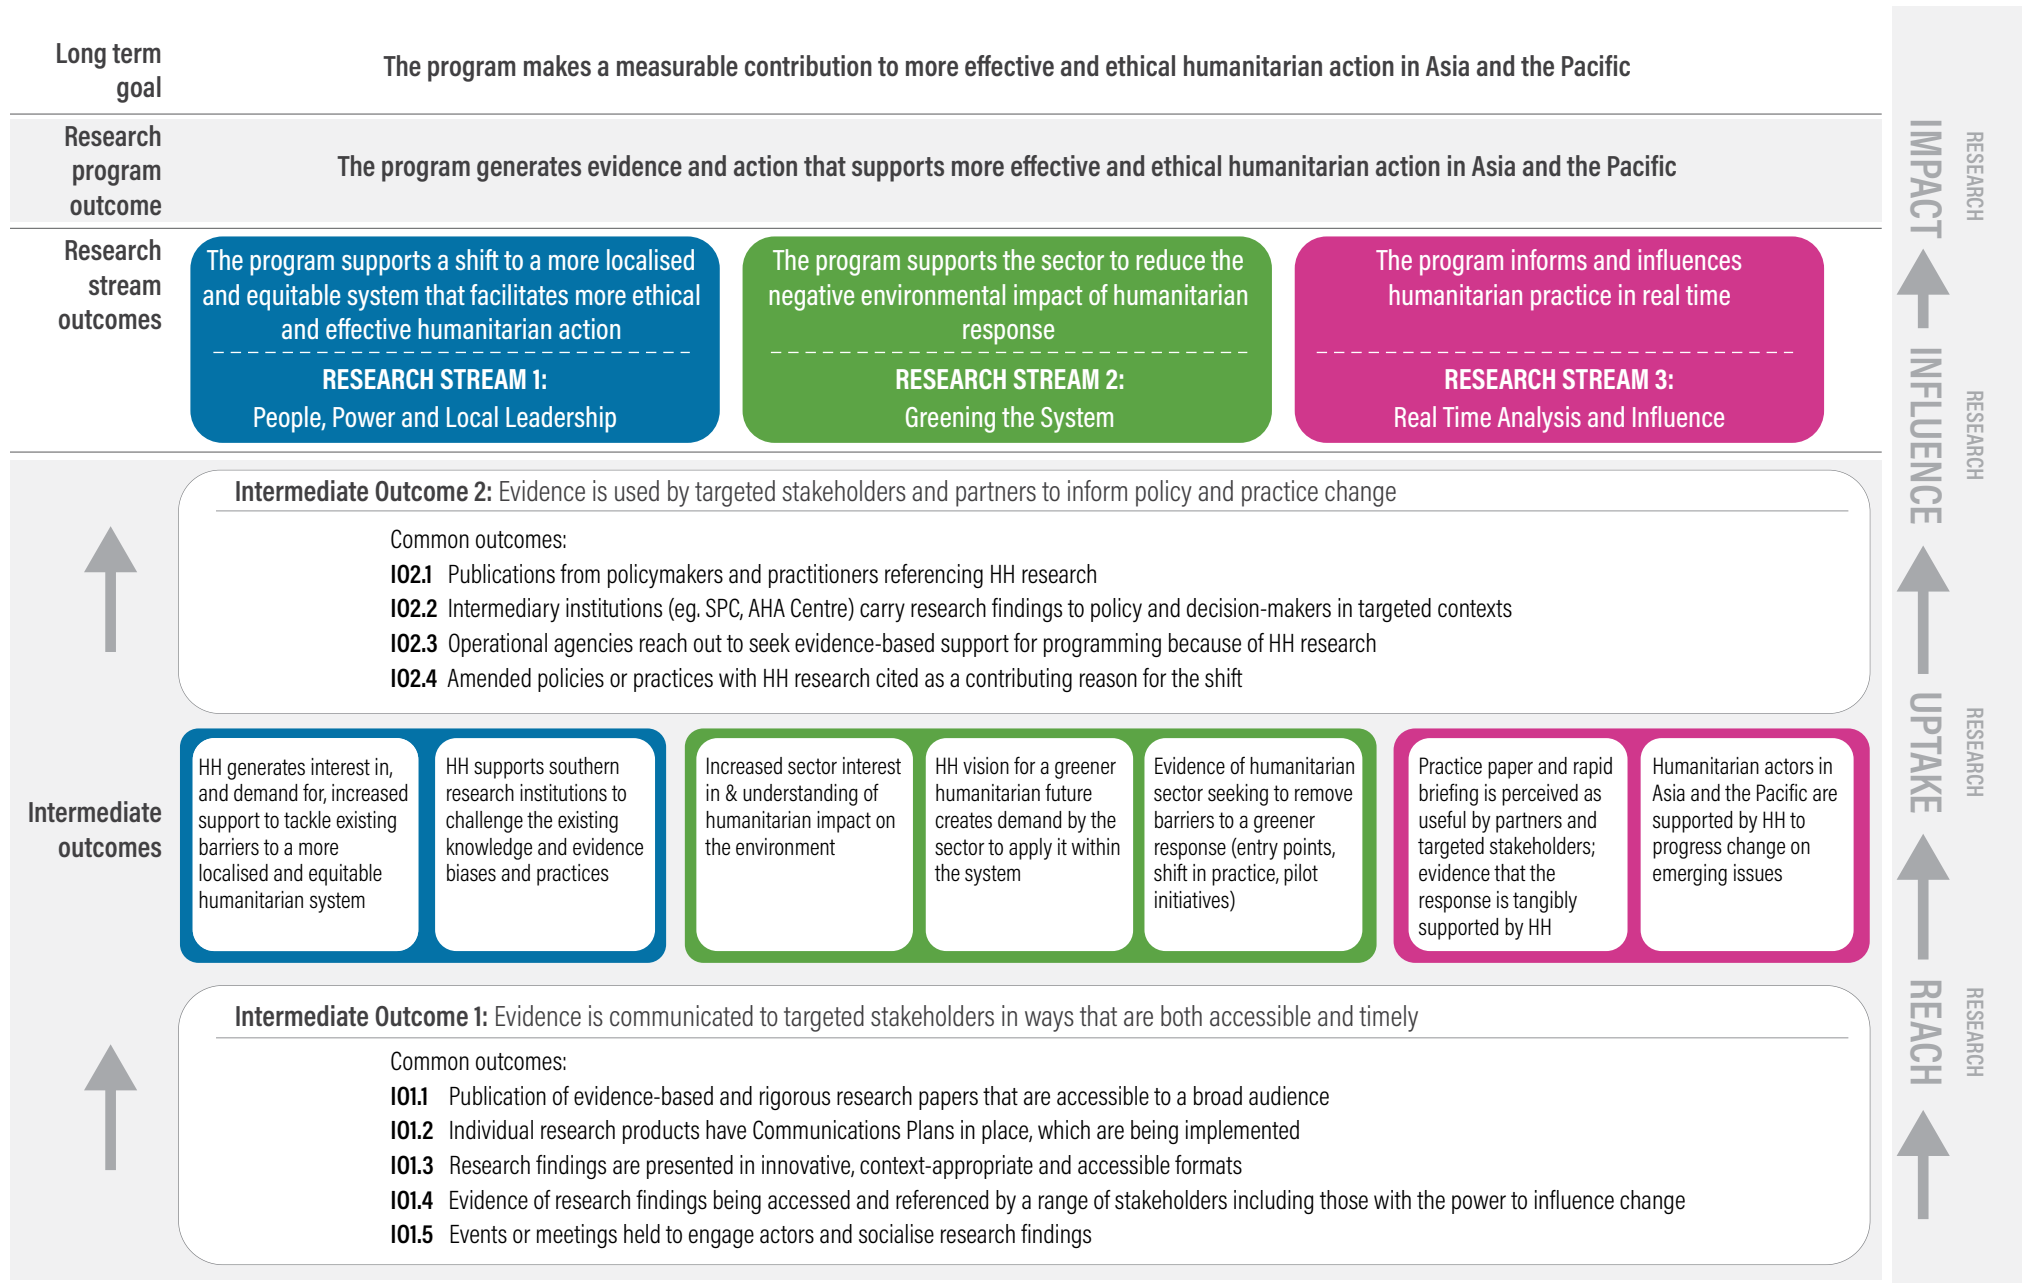 Long term
goal
The program makes a measurable contribution to more effective and ethical humanitarian action in Asia and the Pacific
Research
program
outcome
The program generates evidence and action that supports more effective and ethical humanitarian action in Asia and the Pacific
Research
stream
outcomes
The program supports a shift to a more localised
and equitable system that facilitates more ethical
and effective humanitarian action
RESEARCH STREAM 1:
People, Power and Local Leadership
The program supports the sector to reduce the
negative environmental impact of humanitarian
response
RESEARCH STREAM 2:
Greening the System
The program informs and influences
humanitarian practice in real time
RESEARCH STREAM 3:
Real Time Analysis and Influence
Intermediate Outcome 2: Evidence is used by targeted stakeholders and partners to inform policy and practice change
Common outcomes:
IO2.1 Publications from policymakers and practitioners referencing HH research
IO2.2 Intermediary institutions (eg. SPC, AHA Centre) carry research findings to policy and decision-makers in targeted contexts
IO2.3 Operational agencies reach out to seek evidence-based support for programming because of HH research
IO2.4 Amended policies or practices with HH research cited as a contributing reason for the shift
Intermediate
outcomes
HH generates interest in,
and demand for, increased
support to tackle existing
barriers to a more
localised and equitable
humanitarian system
HH supports southern
research institutions to
challenge the existing
knowledge and evidence
biases and practices
Increased sector interest
in & understanding of
humanitarian impact on
the environment
HH vision for a greener
humanitarian future
creates demand by the
sector to apply it within
the system
Evidence of humanitarian
sector seeking to remove
barriers to a greener
response (entry points,
shift in practice, pilot
initiatives)
Practice paper and rapid
briefing is perceived as
useful by partners and
targeted stakeholders;
evidence that the
response is tangibly
supported by HH
Humanitarian actors in
Asia and the Pacific are
supported by HH to
progress change on
emerging issues
Intermediate Outcome 1: Evidence is communicated to targeted stakeholders in ways that are both accessible and timely
Common outcomes:
IO1.1 Publication of evidence-based and rigorous research papers that are accessible to a broad audience
IO1.2 Individual research products have Communications Plans in place, which are being implemented
IO1.3 Research findings are presented in innovative, context-appropriate and accessible formats
IO1.4 Evidence of research findings being accessed and referenced by a range of stakeholders including those with the power to influence change
IO1.5 Events or meetings held to engage actors and socialise research findings
RESEARCH
IMPACT
RESEARCH
INFLUENCE
RESEARCH
UPTAKE
RESEARCH
REACH